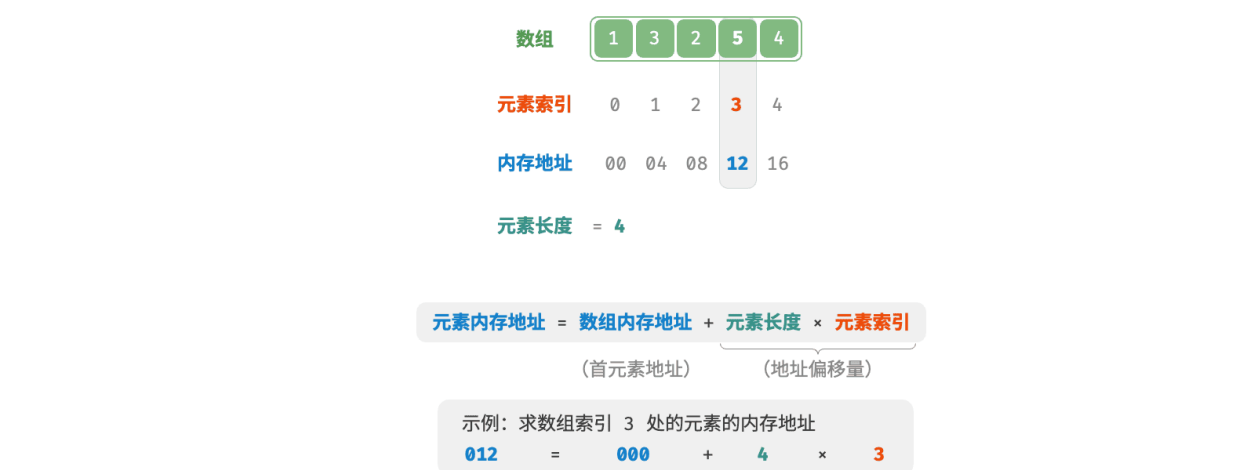 数组 1 3 2 5 4
元素索引 0 1 2 3 4
内存地址 00 04 08 12 16
元素长度 = 4
元素内存地址 = 数组内存地址 + 元素长度 × 元素索引
（首元素地址） （地址偏移量）
示例：求数组索引 3 处的元素的内存地址
012 = 000 + 4 × 3